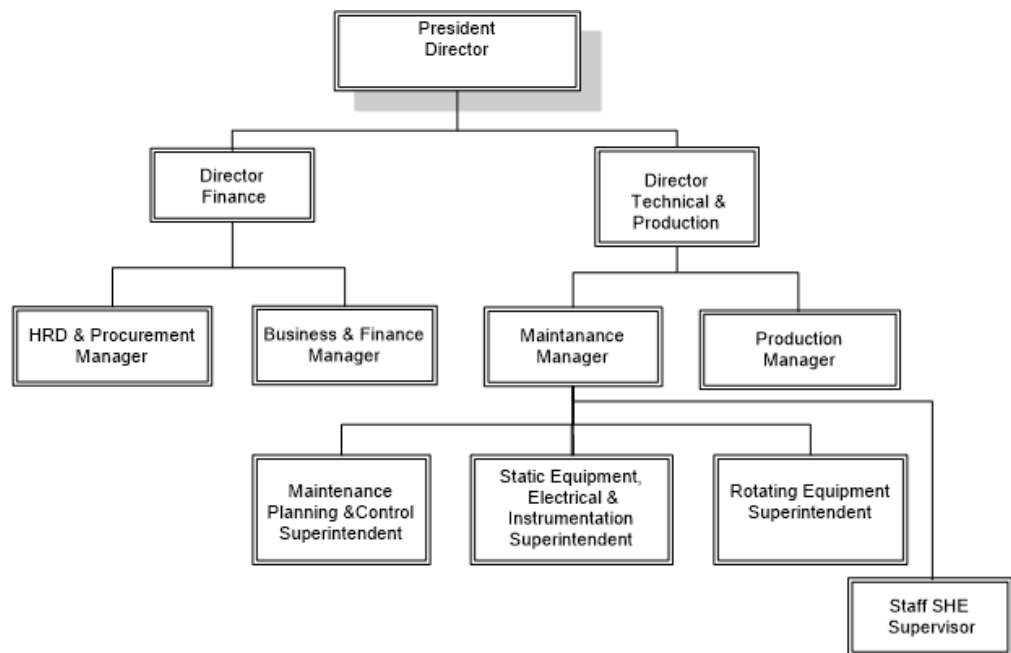 President
Director
Director
Finance
Director
Technical &
Production
HRD & Procurement
Manager
Business & Finance
Manager
Maintanance
Manager
Production
Manager
Maintenance
Planning &Control
Superintendent
Static Equipment,
Electrical &
Instrumentation
Superintendent
Rotating Equipment
Superintendent
Staff SHE
Supervisor